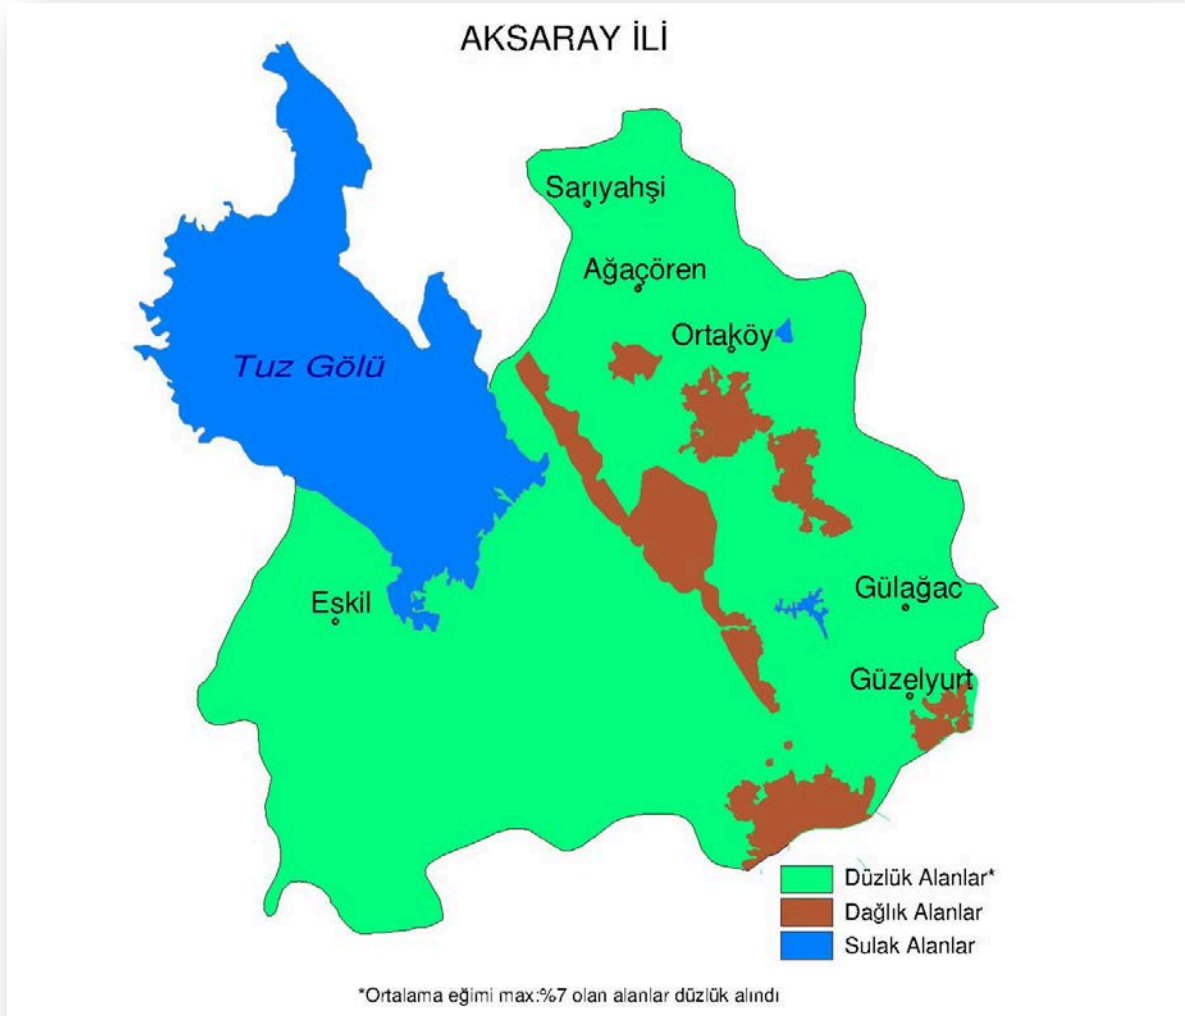 AKSARAY İLİ
Sarıyahşi
Ağaçören
Ortaköy
Tuz Gölü
Eskil
Gülağac
Güzelyurt
Düzlük Alanlar*
Dağlık Alanlar
Sulak Alanlar
*Ortalama eğimi max:%7 olan alanlar düzlük alındı